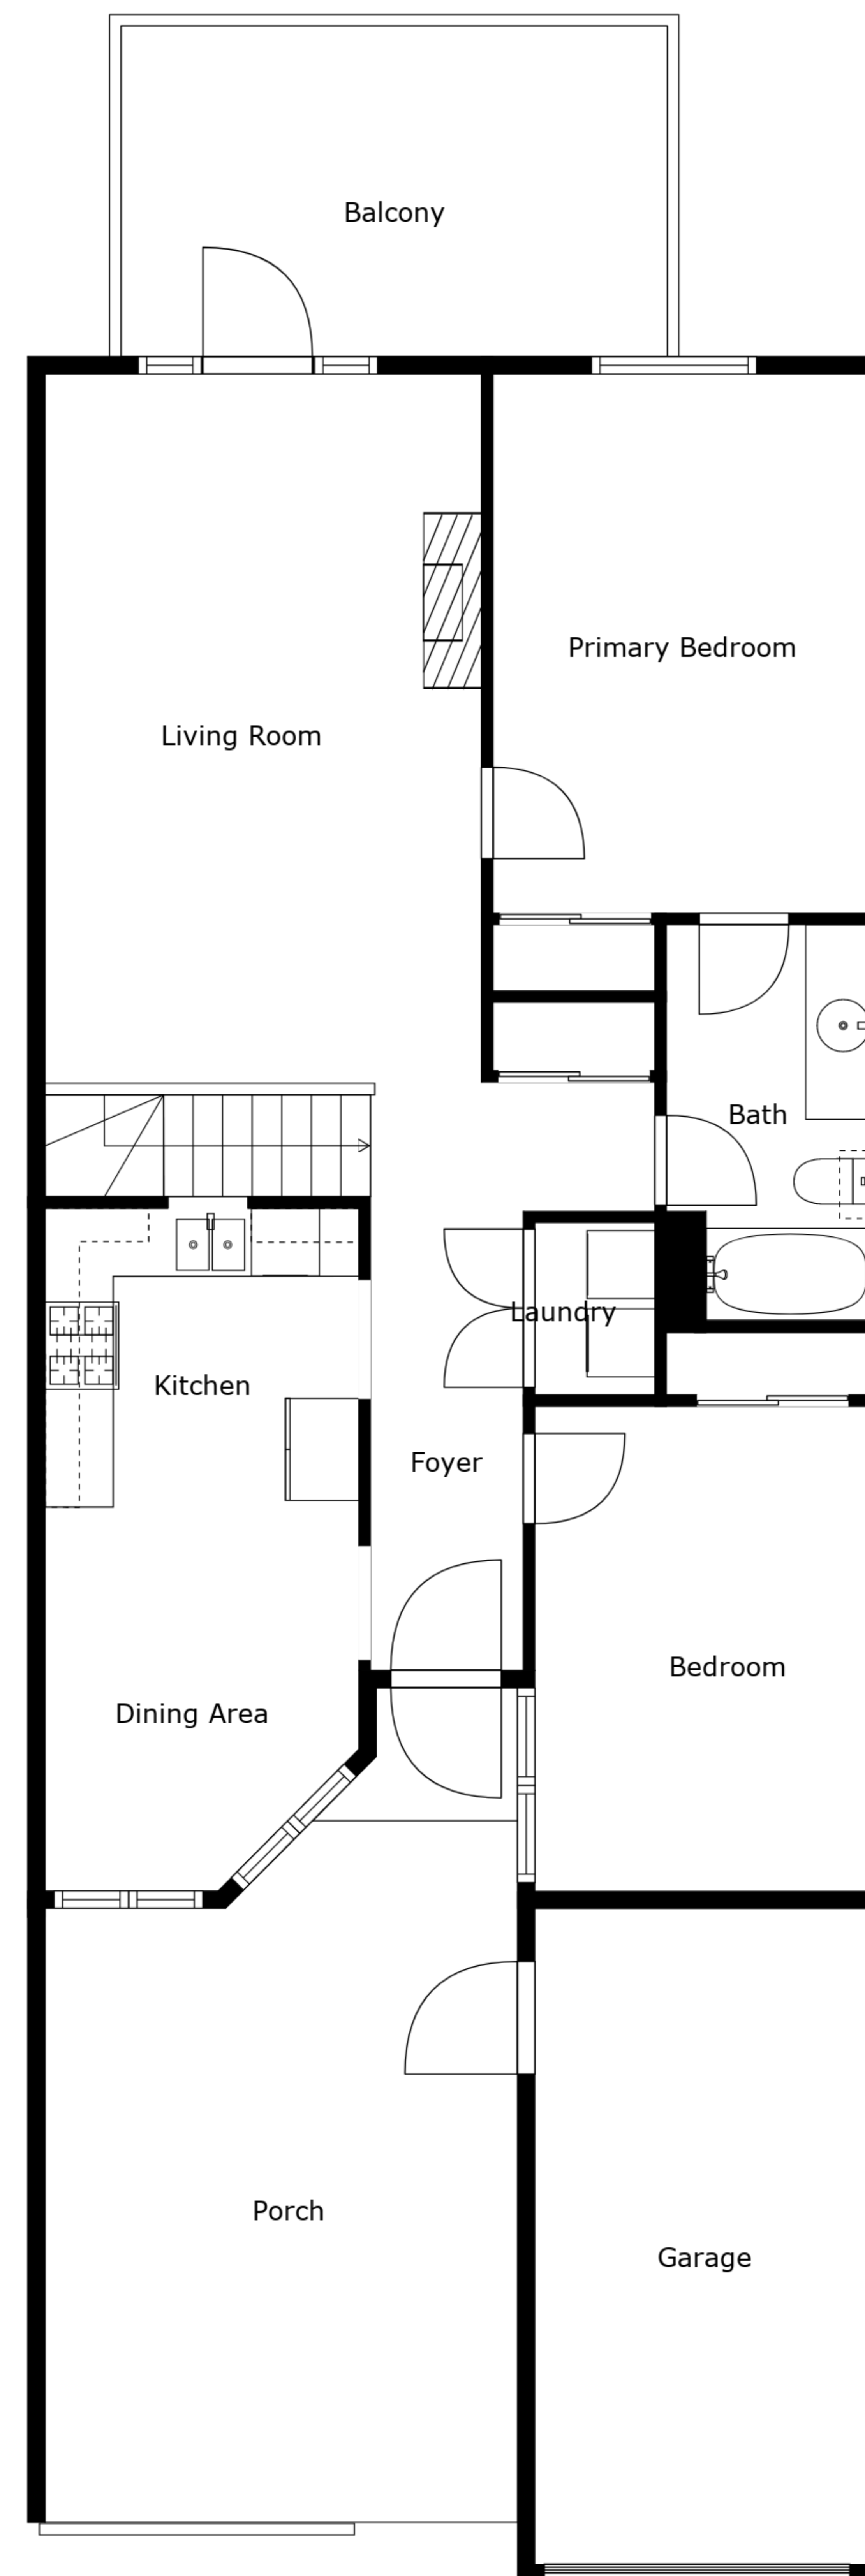 Balcony
Primary Bedroom
Living Room
Bath
Laundry
Kitchen
Foyer
Bedroom
Dining Area
Porch
Garage